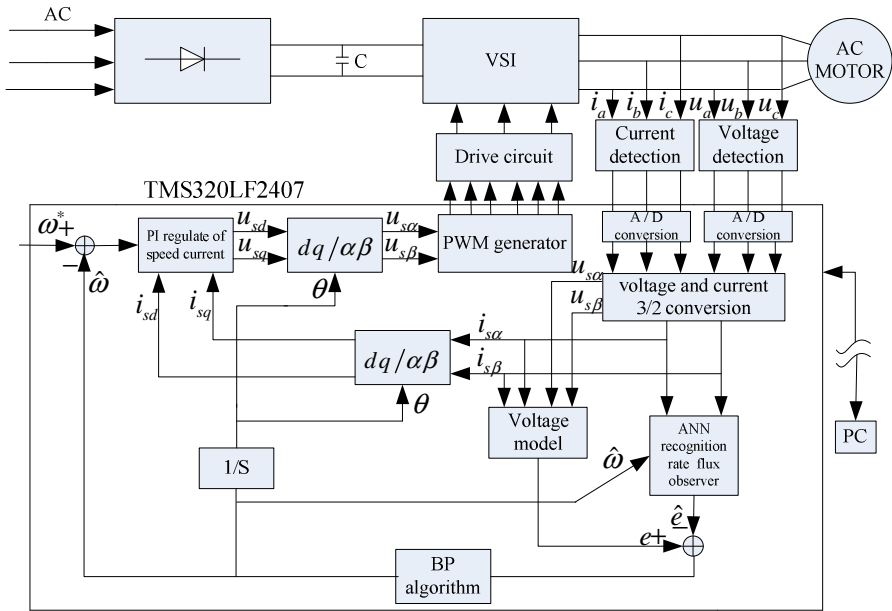 AC
C
VSI
AC
MOTOR
i_a i_b i_c u_a u_b u_c
Drive circuit
Current
detection
Voltage
detection
TMS320LF2407
ω*
+
−
ω̂
PI regulate of
speed current
u_sd
u_sq
dq/αβ
u_sα
u_sβ
PWM generator
A/D
conversion
A/D
conversion
θ
i_sd
i_sq
u_sα
u_sβ
voltage and current
3/2 conversion
dq/αβ
i_sα
i_sβ
θ
Voltage
model
ANN
recognition
rate flux
observer
PC
1/S
ω̂
ê
−
e+
BP
algorithm